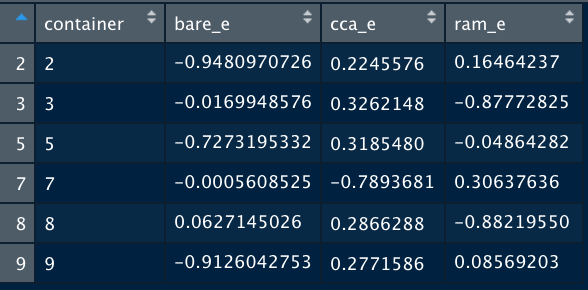 container bare_e cca_e ram_e
2 2 -0.9480970726 0.2245576 0.16464237
3 3 -0.0169948576 0.3262148 -0.87772825
5 5 -0.7273195332 0.3185480 -0.04864282
7 7 -0.0005608525 -0.7893681 0.30637636
8 8 0.0627145026 0.2866288 -0.88219550
9 9 -0.9126042753 0.2771586 0.08569203